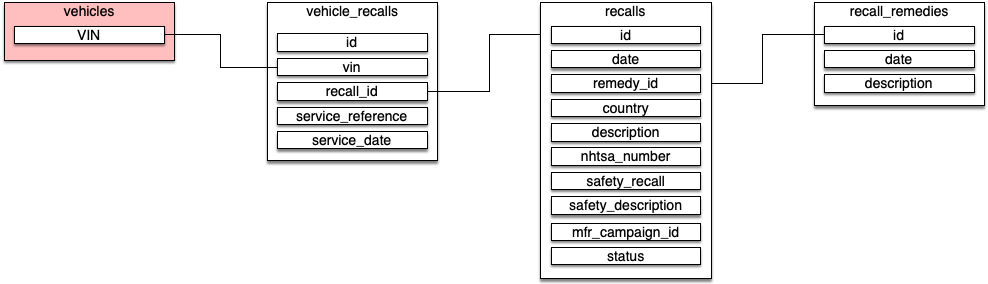 vehicles
VIN
vehicle_recalls
id
vin
recall_id
service_reference
service_date
recalls
id
date
remedy_id
country
description
nhtsa_number
safety_recall
safety_description
mfr_campaign_id
status
recall_remedies
id
date
description